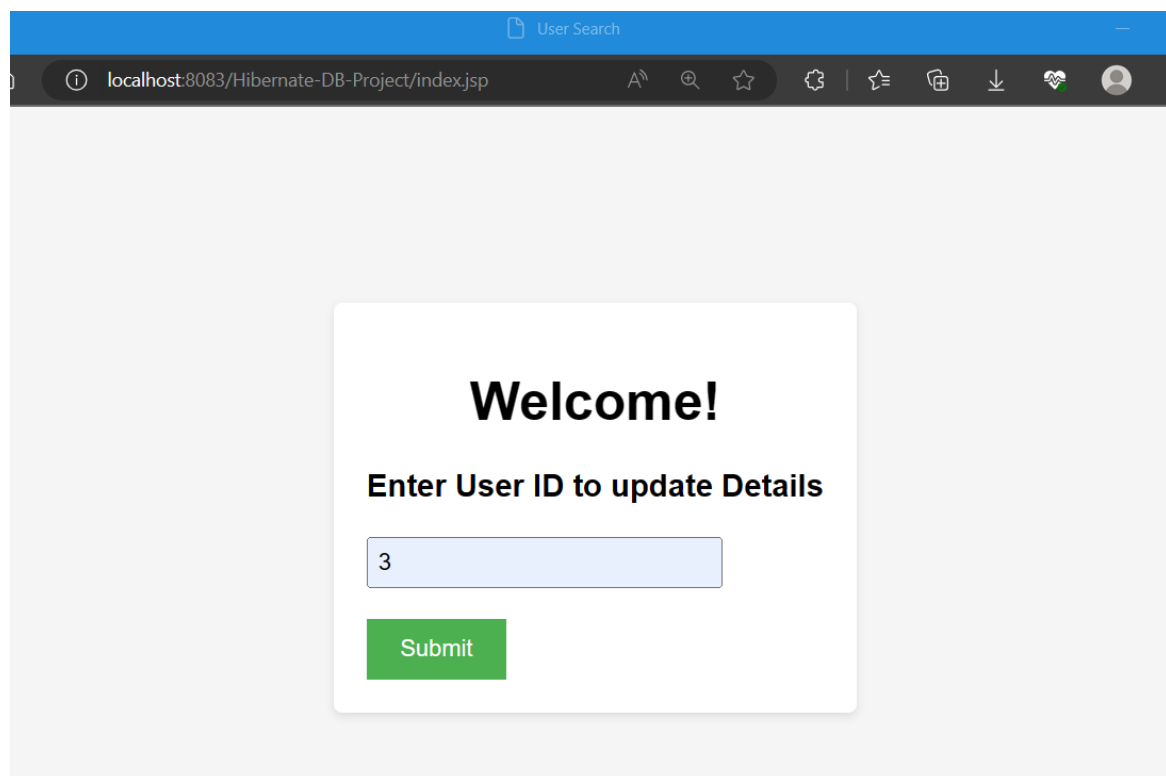 User Search
localhost:8083/Hibernate-DB-Project/index.jsp
Welcome!
Enter User ID to update Details
3
Submit